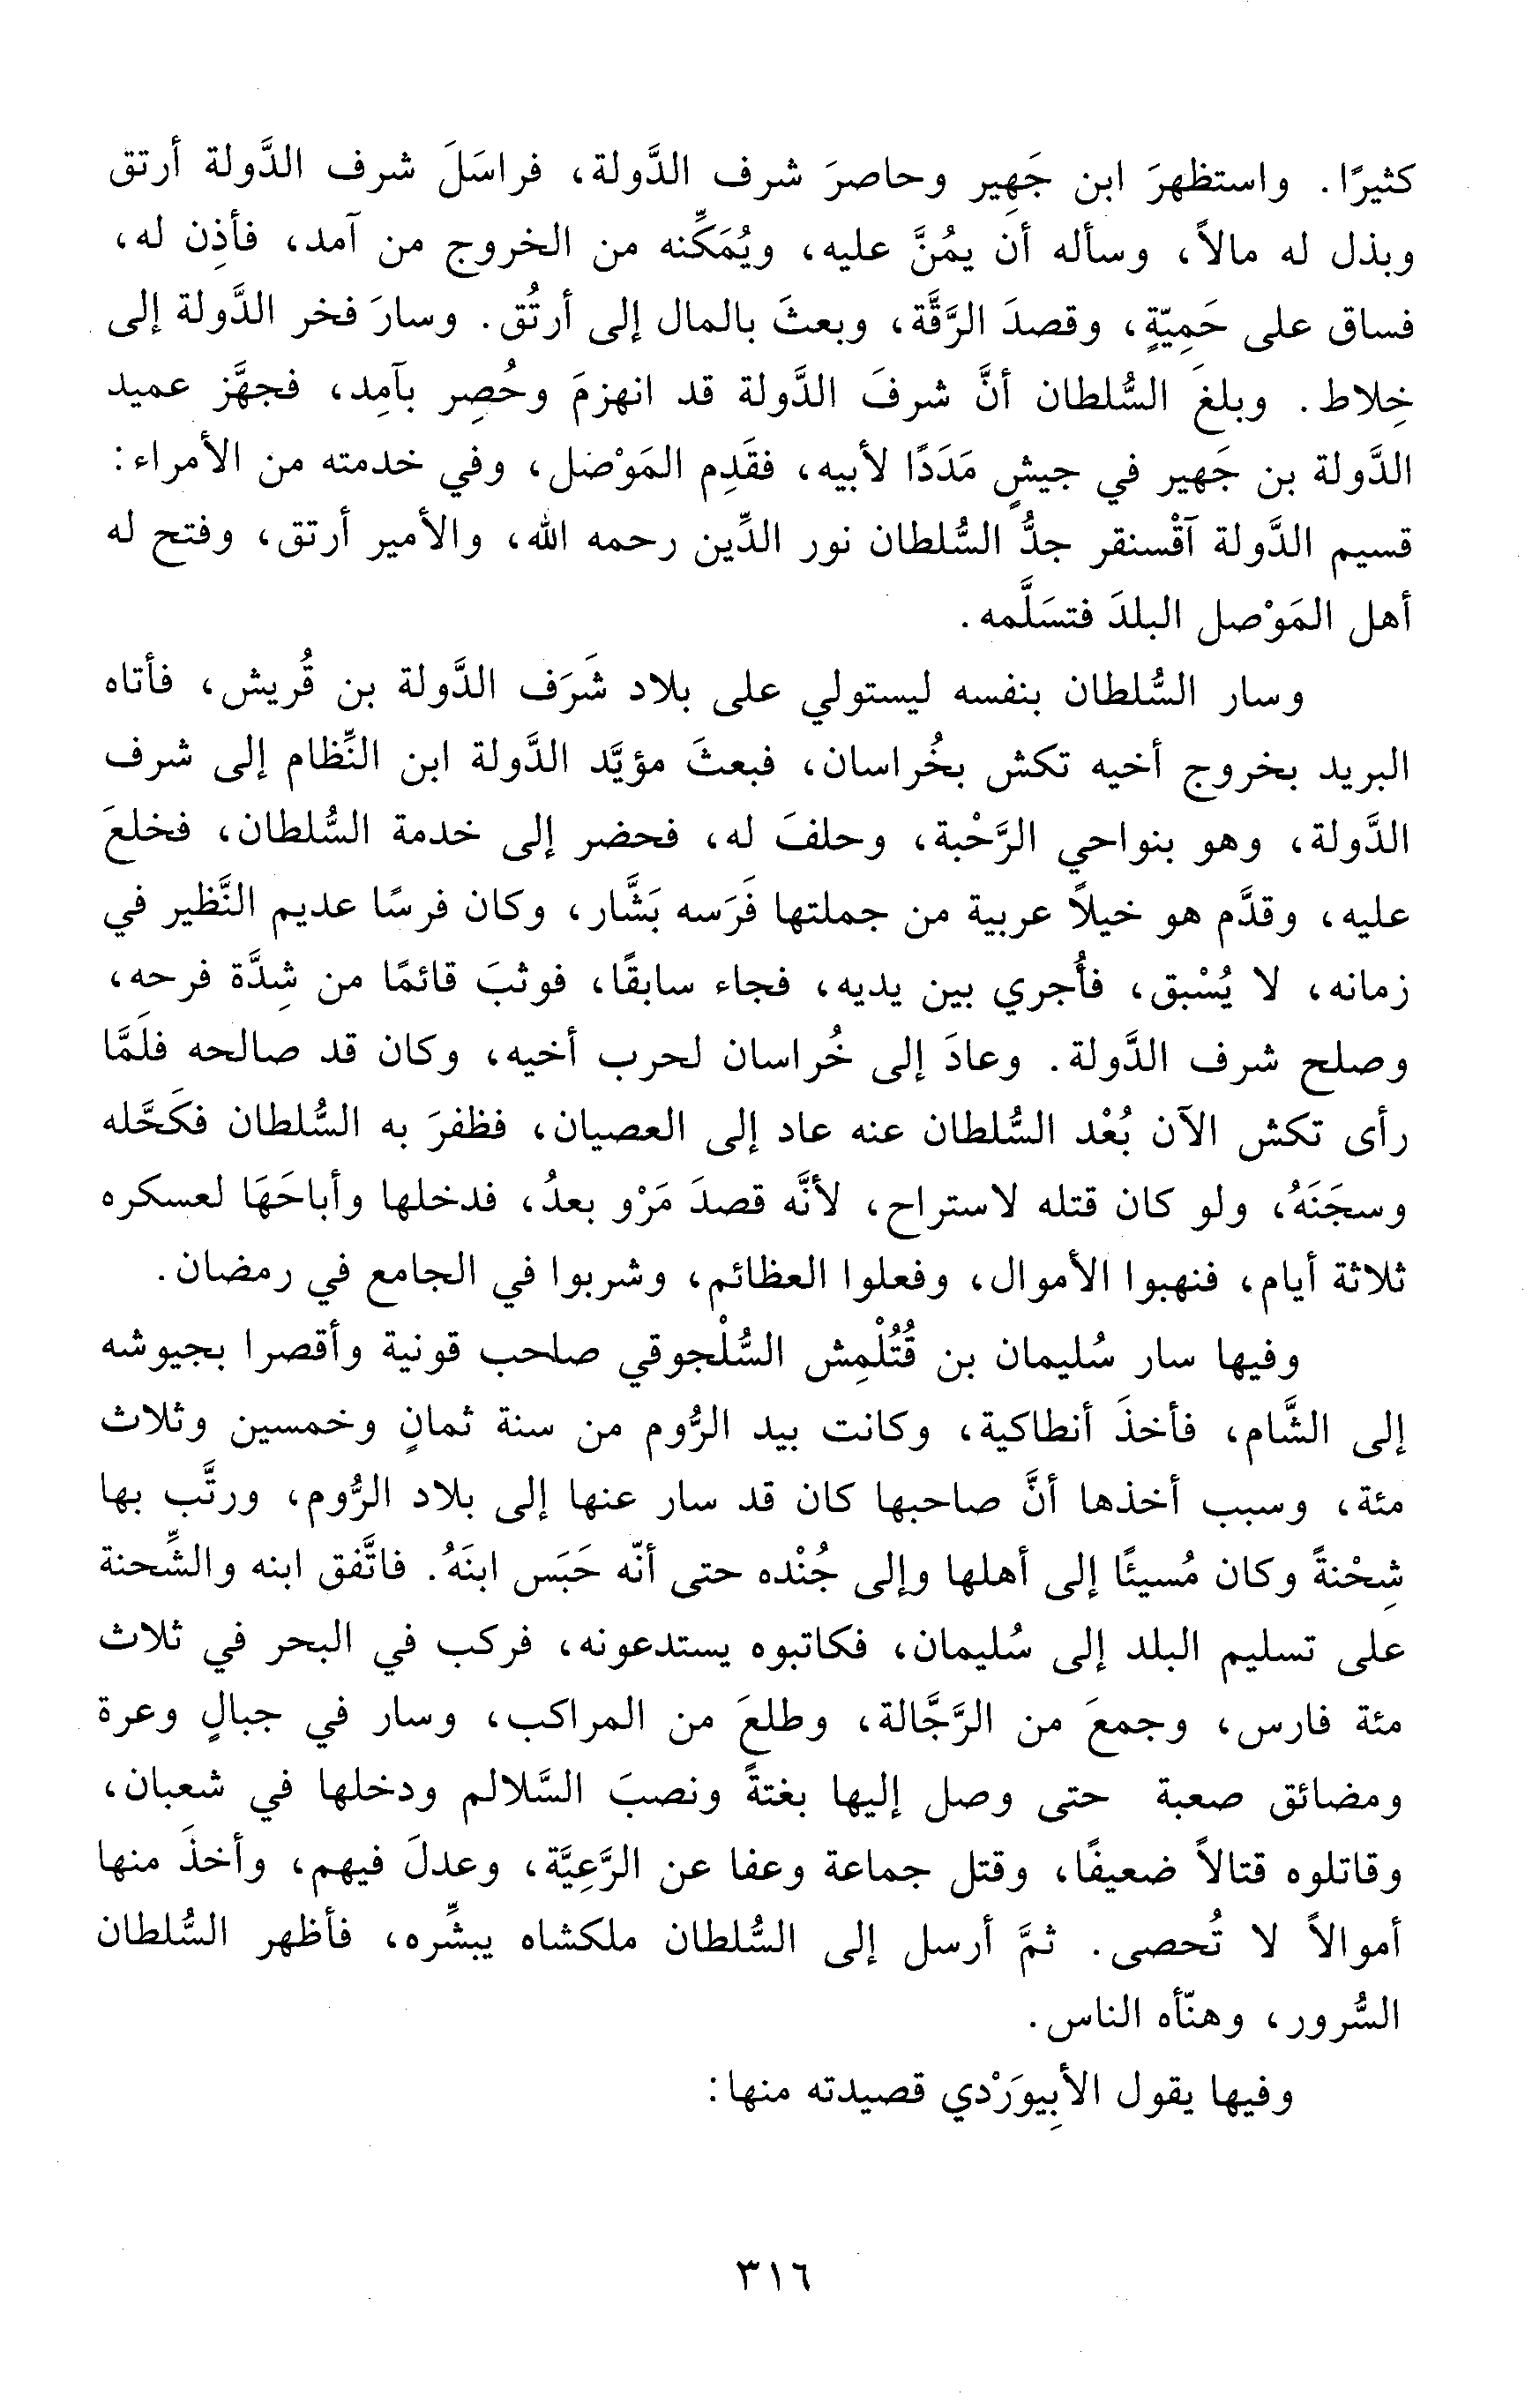 كثيرًا. واستظهرَ ابن جَهِير وحاصرَ شرف الدَّولة، فراسَلَ شرف الدَّولة أرتق
وبذل له مالاً، وسأله أن يمُنَّ عليه، ويُمَكِّنه من الخروج من آمد، فأذِن له،
فساق على حَمِيّةٍ، وقصدَ الرَّقَّة، وبعثَ بالمال إلى أرتُق. وسارَ فخر الدَّولة إلى
خِلاط. وبلغَ السُّلطان أنَّ شرفَ الدَّولة قد انهزمَ وحُصِر بآمِد، فجهَّز عميد
الدَّولة بن جَهير في جيشٍ مَدَدًا لأبيه، فقَدِم المَوْصل، وفي خدمته من الأمراء:
قسيم الدَّولة آقْسنقر جدُّ السُّلطان نور الدِّين رحمه الله، والأمير أرتق، وفتح له
أهل المَوْصل البلدَ فتسَلَّمه.
وسار السُّلطان بنفسه ليستولي على بلاد شَرَف الدَّولة بن قُريش، فأتاه
البريد بخروج أخيه تكش بخُراسان، فبعثَ مؤيَّد الدَّولة ابن النِّظام إلى شرف
الدَّولة، وهو بنواحي الرَّحْبة، وحلفَ له، فحضر إلى خدمة السُّلطان، فخلعَ
عليه، وقدَّم هو خيلاً عربية من جملتها فَرَسه بَشَّار، وكان فرسًا عديم النَّظير في
زمانه، لا يُسْبق، فأُجري بين يديه، فجاء سابقًا، فوثبَ قائمًا من شِدَّة فرحه،
وصلح شرف الدَّولة. وعادَ إلى خُراسان لحرب أخيه، وكان قد صالحه فلَمَّا
رأى تكش الآن بُعْد السُّلطان عنه عاد إلى العصيان، فظفرَ به السُّلطان فكَحَّله
وسجَنَهُ، ولو كان قتله لاستراح، لأنَّه قصدَ مَرْو بعدُ، فدخلها وأباحَهَا لعسكره
ثلاثة أيام، فنهبوا الأموال، وفعلوا العظائم، وشربوا في الجامع في رمضان.
وفيها سار سُليمان بن قُتُلْمِش السُّلْجوقي صاحب قونية وأقصرا بجيوشه
إلى الشَّام، فأخذَ أنطاكية، وكانت بيد الرُّوم من سنة ثمانٍ وخمسين وثلاث
مئة، وسبب أخذها أنَّ صاحبها كان قد سار عنها إلى بلاد الرُّوم، ورتَّب بها
شِحْنةً وكان مُسيئًا إلى أهلها وإلى جُنْده حتى أنّه حَبَس ابنَهُ. فاتَّفق ابنه والشِّحنة
على تسليم البلد إلى سُليمان، فكاتبوه يستدعونه، فركب في البحر في ثلاث
مئة فارس، وجمعَ من الرَّجَّالة، وطلعَ من المراكب، وسار في جبالٍ وعرة
ومضائق صعبة حتى وصل إليها بغتةً ونصبَ السَّلالم ودخلها في شعبان،
وقاتلوه قتالاً ضعيفًا، وقتل جماعة وعفا عن الرَّعِيَّة، وعدلَ فيهم، وأخذَ منها
أموالاً لا تُحصى. ثمَّ أرسل إلى السُّلطان ملكشاه يبشِّره، فأظهر السُّلطان
السُّرور، وهنّأه الناس.
وفيها يقول الأبِيوَرْدي قصيدته منها:
٣١٦